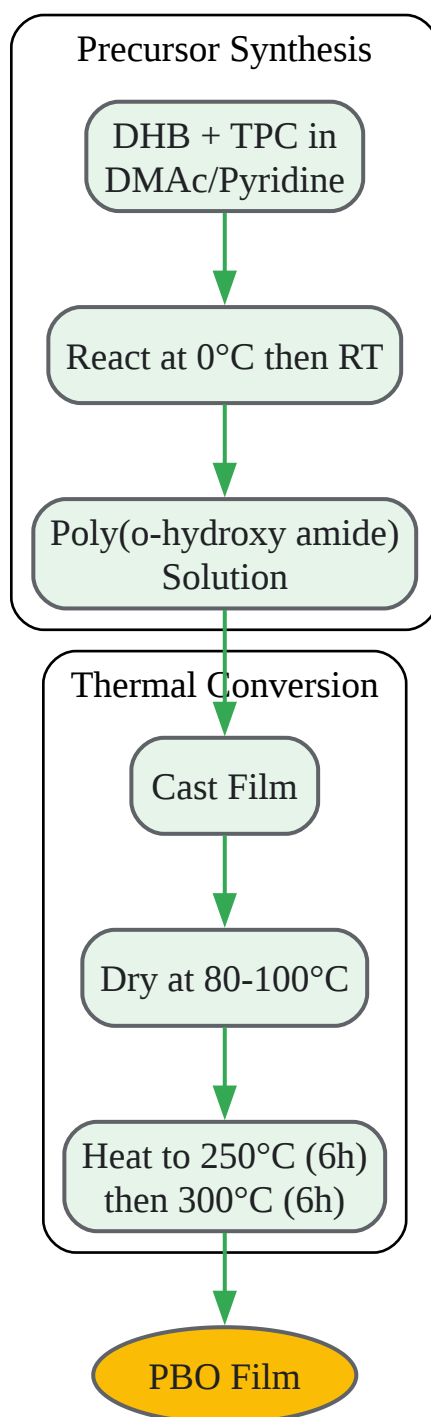 Precursor Synthesis
DHB + TPC in
DMAc/Pyridine
React at 0°C then RT
Poly(o-hydroxy amide)
Solution
Thermal Conversion
Cast Film
Dry at 80-100°C
Heat to 250°C (6h)
then 300°C (6h)
PBO Film